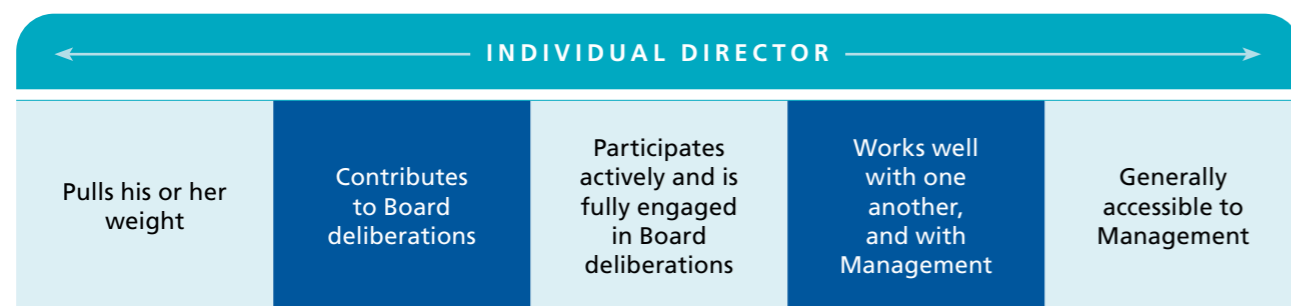 INDIVIDUAL DIRECTOR
Pulls his or her
weight
Contributes
to Board
deliberations
Participates
actively and is
fully engaged
in Board
deliberations
Works well
with one
another,
and with
Management
Generally
accessible to
Management